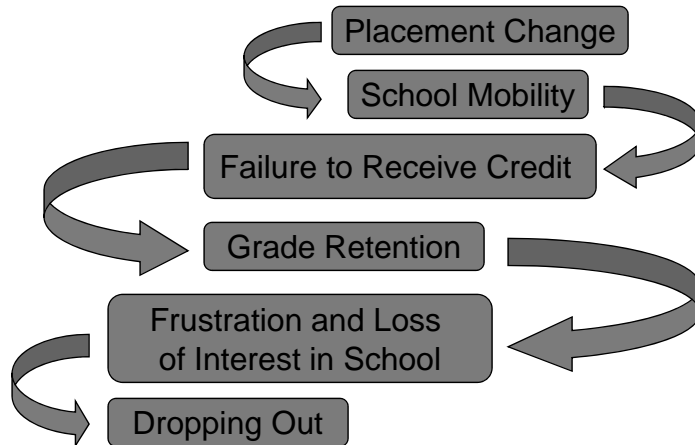 Placement Change
School Mobility
Failure to Receive Credit
Grade Retention
Frustration and Loss
of Interest in School
Dropping Out